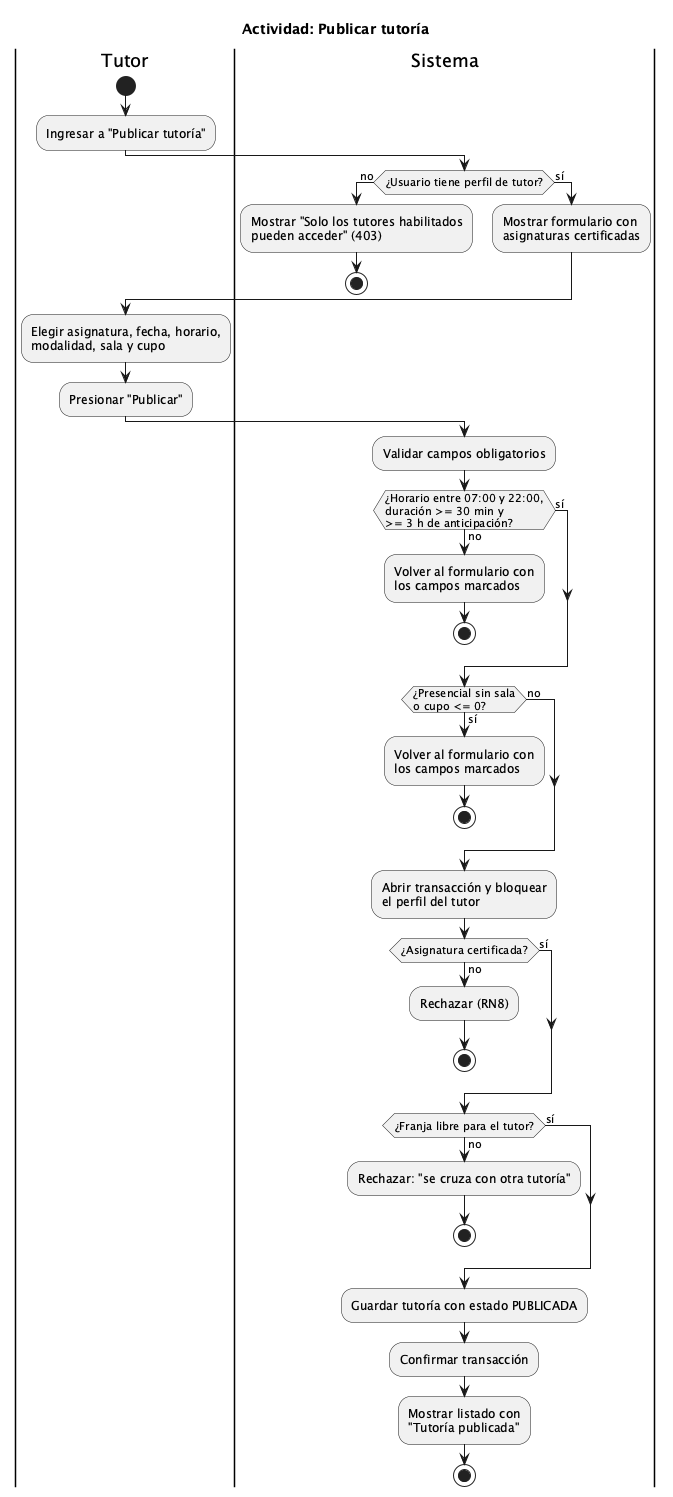 Actividad: Publicar tutoría
Tutor
Sistema
Ingresar a "Publicar tutoría"
¿Usuario tiene perfil de tutor?
no
sí
Mostrar "Solo los tutores habilitados
pueden acceder" (403)
Mostrar formulario con
asignaturas certificadas
Elegir asignatura, fecha, horario,
modalidad, sala y cupo
Presionar "Publicar"
Validar campos obligatorios
¿Horario entre 07:00 y 22:00,
duración >= 30 min y
>= 3 h de anticipación?
sí
no
Volver al formulario con
los campos marcados
¿Presencial sin sala
o cupo <= 0?
no
sí
Volver al formulario con
los campos marcados
Abrir transacción y bloquear
el perfil del tutor
¿Asignatura certificada?
sí
no
Rechazar (RN8)
¿Franja libre para el tutor?
sí
no
Rechazar: "se cruza con otra tutoría"
Guardar tutoría con estado PUBLICADA
Confirmar transacción
Mostrar listado con
"Tutoría publicada"